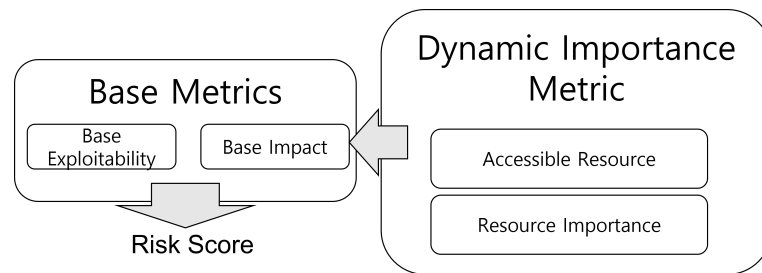 Base Metrics
Base
Exploitability
Base Impact
Risk Score
Dynamic Importance
Metric
Accessible Resource
Resource Importance